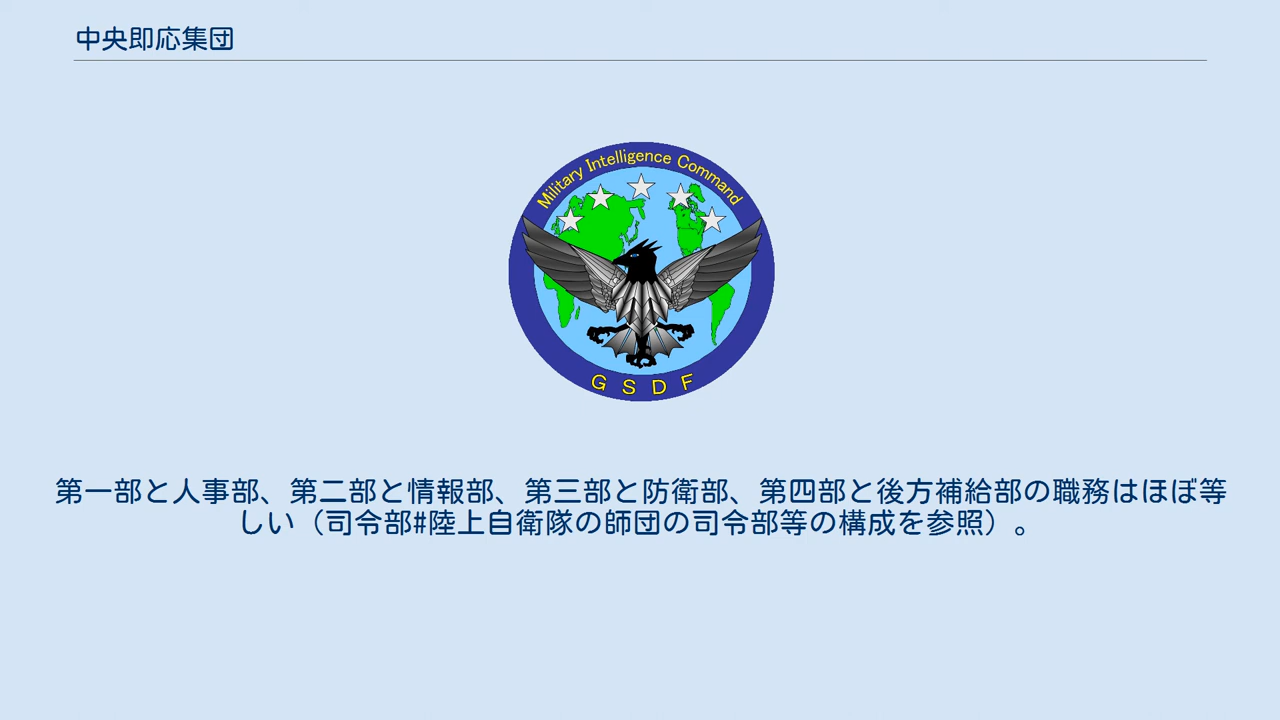 中央即応集団
Military Intelligence Command
GSDF
第一部と人事部、第二部と情報部、第三部と防衛部、第四部と後方補給部の職務はほぼ等
しい（司令部#陸上自衛隊の師団の司令部等の構成を参照）。